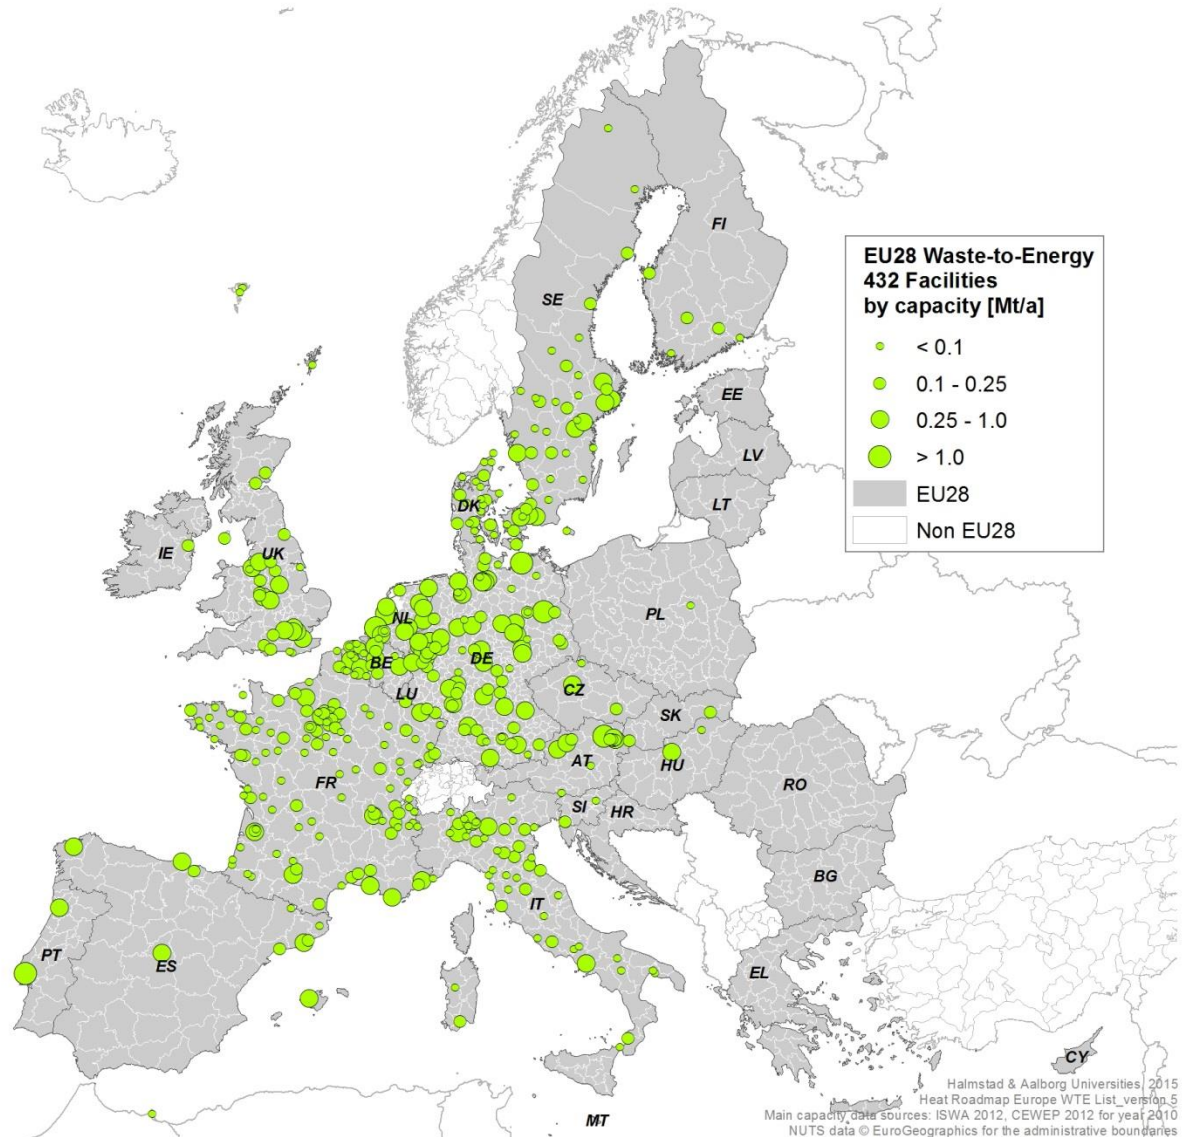 FI
SE
EU28 Waste-to-Energy
432 Facilities
by capacity [Mt/a]
< 0.1
0.1 - 0.25
0.25 - 1.0
> 1.0
EU28
Non EU28
EE
LV
LT
DK
IE
UK
NL
PL
BE
DE
LU
CZ
SK
AT
HU
FR
RO
SI
HR
BG
IT
PT
ES
EL
CY
MT
Halmstad & Aalborg Universities, 2015
Heat Roadmap Europe WTE List_version 5
Main capacity data sources: ISWA 2012, CEWEP 2012 for year 2010
NUTS data © EuroGeographics for the administrative boundaries